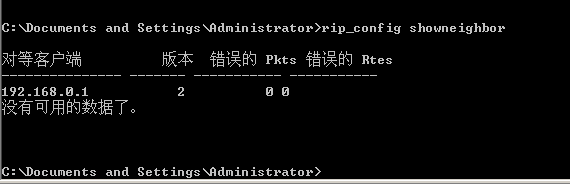 C:\Documents and Settings\Administrator>rip_config showneighbor
对等客户端 版本 错误的 Pkts 错误的 Rtes
--------------- ------- ----------- -----------
192.168.0.1 2 0 0
没有可用的数据了。
C:\Documents and Settings\Administrator>